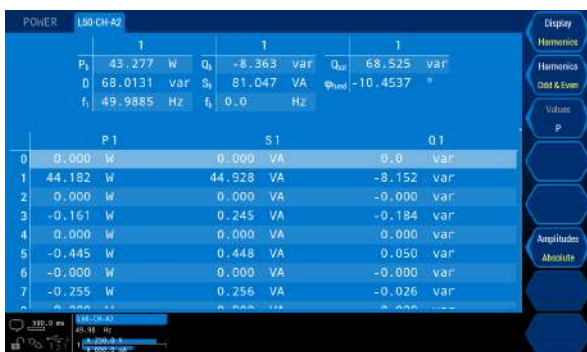 POWER L50-CH-A2
1 1 1
P₁ 43.277 W Q₁ -8.363 var Qtot 68.525 var
D 68.0131 var S₁ 81.047 VA φfund -10.4537 °
f₁ 49.9885 Hz 0.0 Hz
P1 S1 Q1
0 0.000 W 0.000 VA 0.0 var
1 44.182 W 44.928 VA -8.152 var
2 0.000 W 0.000 VA -0.000 var
3 -0.161 W 0.245 VA -0.184 var
4 0.000 W 0.000 VA 0.000 var
5 -0.445 W 0.448 VA 0.050 var
6 -0.000 W 0.000 VA -0.000 var
7 -0.255 W 0.256 VA -0.026 var
Display
Harmonics
Harmonics
Odd & Even
Values
P
Amplitudes
Absolute
L50-CH-A2
49.98 Hz